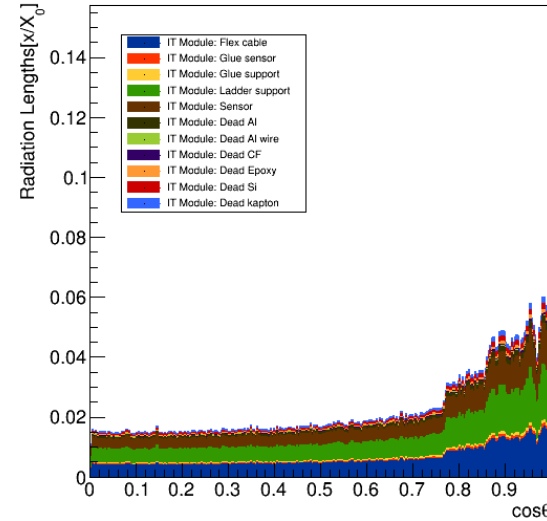 Radiation Lengths[x/X0]
0.14
0.12
0.1
0.08
0.06
0.04
0.02
0
IT Module: Flex cable
IT Module: Glue sensor
IT Module: Glue support
IT Module: Ladder support
IT Module: Sensor
IT Module: Dead Al
IT Module: Dead Al wire
IT Module: Dead CF
IT Module: Dead Epoxy
IT Module: Dead Si
IT Module: Dead kapton
0 0.1 0.2 0.3 0.4 0.5 0.6 0.7 0.8 0.9
cosθ